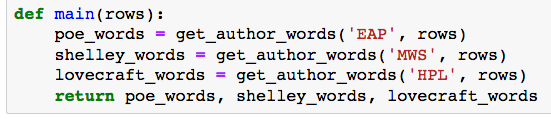 def main(rows):
    poe_words = get_author_words('EAP', rows)
    shelley_words = get_author_words('MWS', rows)
    lovecraft_words = get_author_words('HPL', rows)
    return poe_words, shelley_words, lovecraft_words